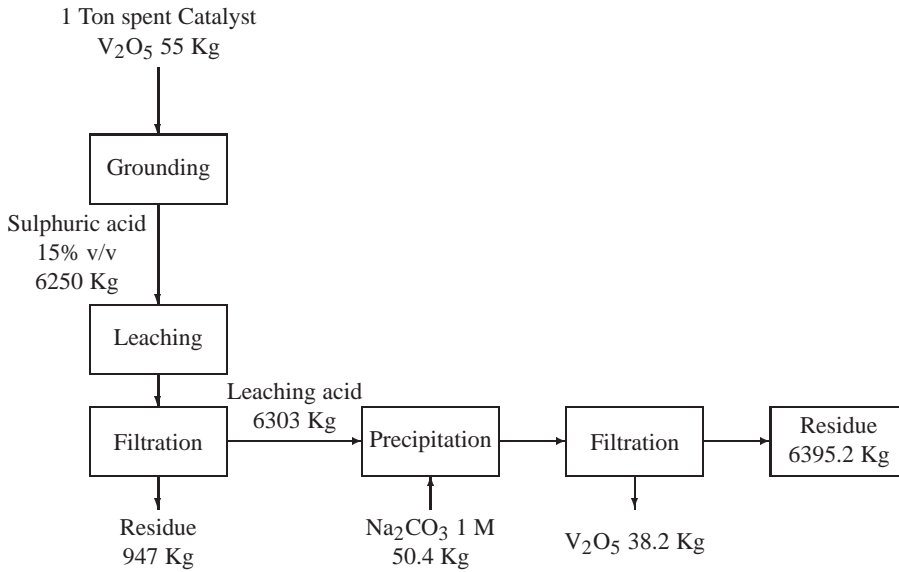 1 Ton spent Catalyst
V₂O₅ 55 Kg
Grounding
Sulphuric acid
15% v/v
6250 Kg
Leaching
Leaching acid
6303 Kg
Filtration
Precipitation
Filtration
Residue
6395.2 Kg
Residue
947 Kg
Na₂CO₃ 1 M
50.4 Kg
V₂O₅ 38.2 Kg